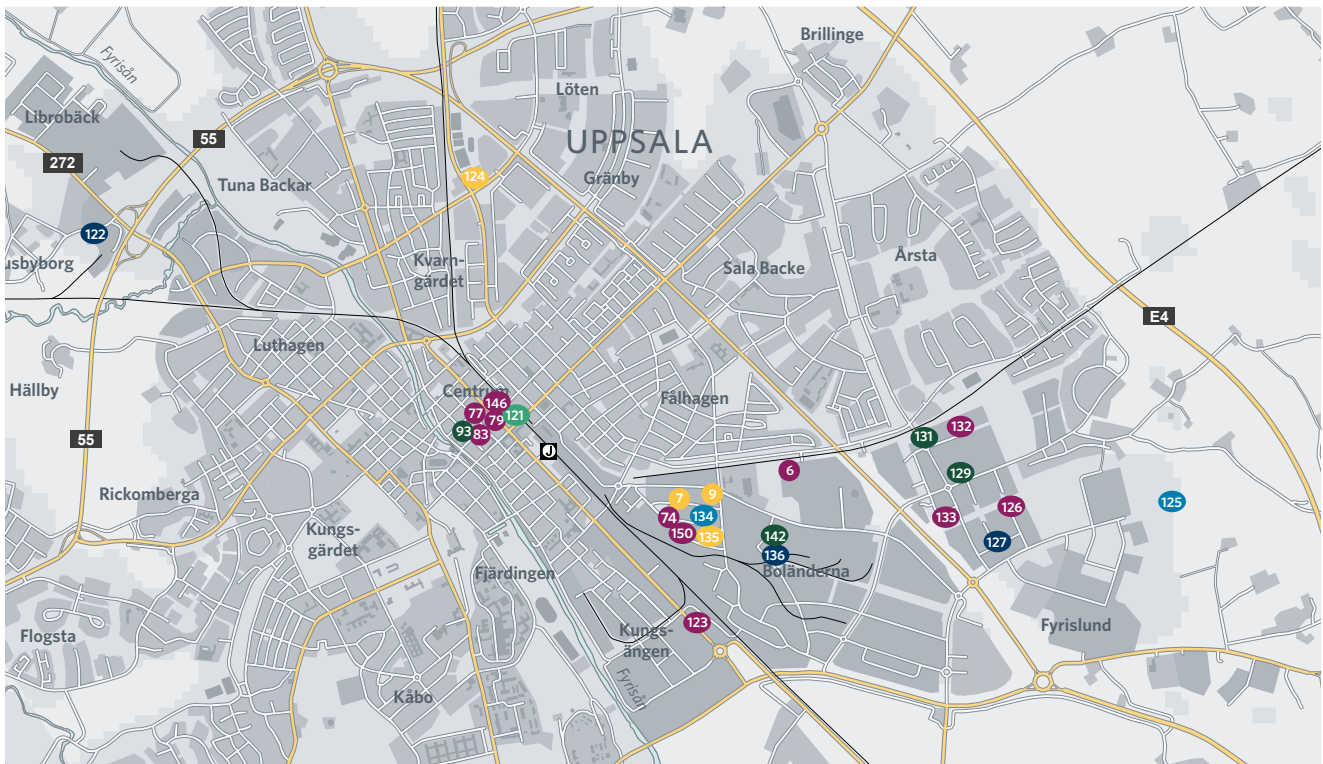 Brillinge
Fyrisån
Löten
Librobäck
55
UPPSALA
272
124
Gränby
Tuna Backar
122
usbyborg
Kvarn-
gärdet
Sala Backe
Årsta
E4
Luthagen
Hällby
Centrum
146
77
79
121
93
83
Fålhagen
132
131
55
J
6
129
Rickomberga
7
9
125
126
74
134
133
150
135
Kungs-
gärdet
142
127
136
Boländerna
Fjärdingen
123
Kungs-
ängen
Fyrislund
Flogsta
Fyrisån
Kåbo